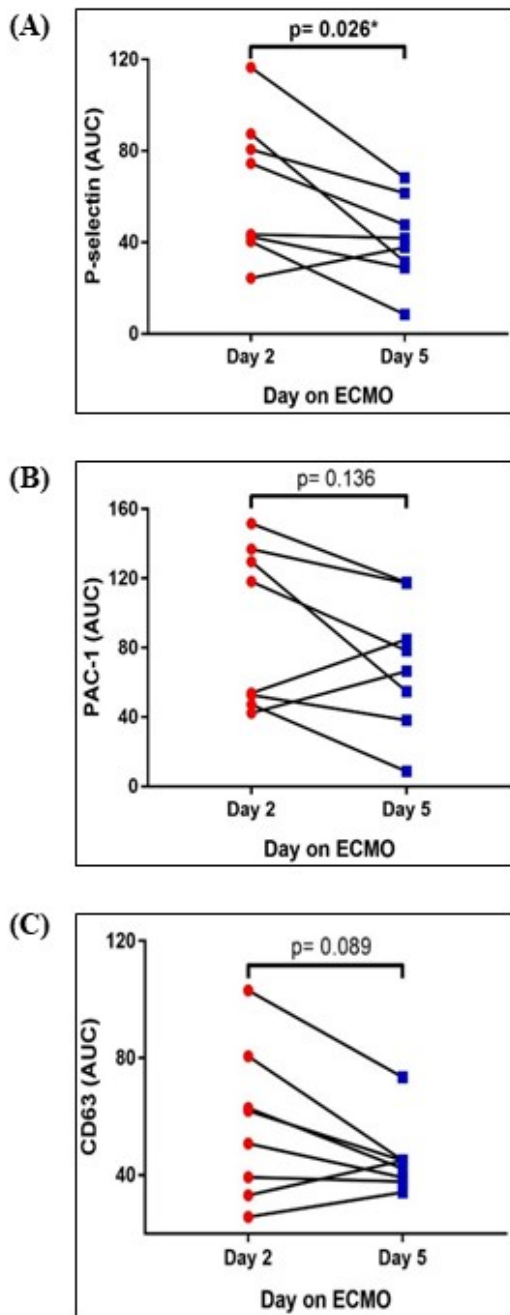 (A)
p= 0.026*
P-selectin (AUC)
120
80
40
0
Day 2 Day 5
Day on ECMO
(B)
p= 0.136
PAC-1 (AUC)
160
120
80
40
0
Day 2 Day 5
Day on ECMO
(C)
p= 0.089
CD63 (AUC)
120
80
40
Day 2 Day 5
Day on ECMO